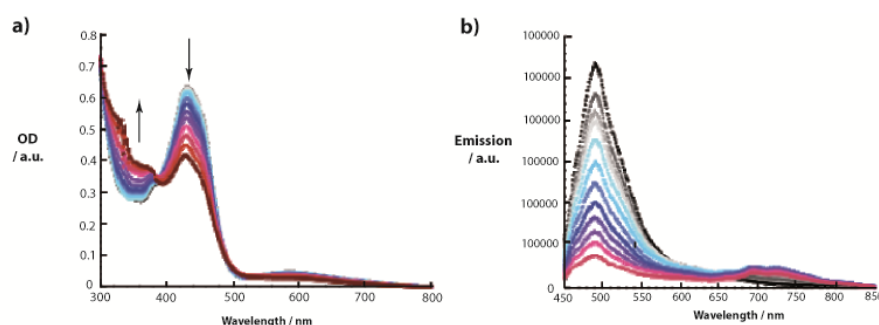 a)
0.8
0.7
0.6
0.5
0.4
0.3
0.2
0.1
0
OD
/ a.u.
300 400 500 600 700 800
Wavelength / nm
b)
100000
100000
100000
100000
100000
100000
Emission
/ a.u.
450 500 550 600 650 700 750 800 850
Wavelength / nm